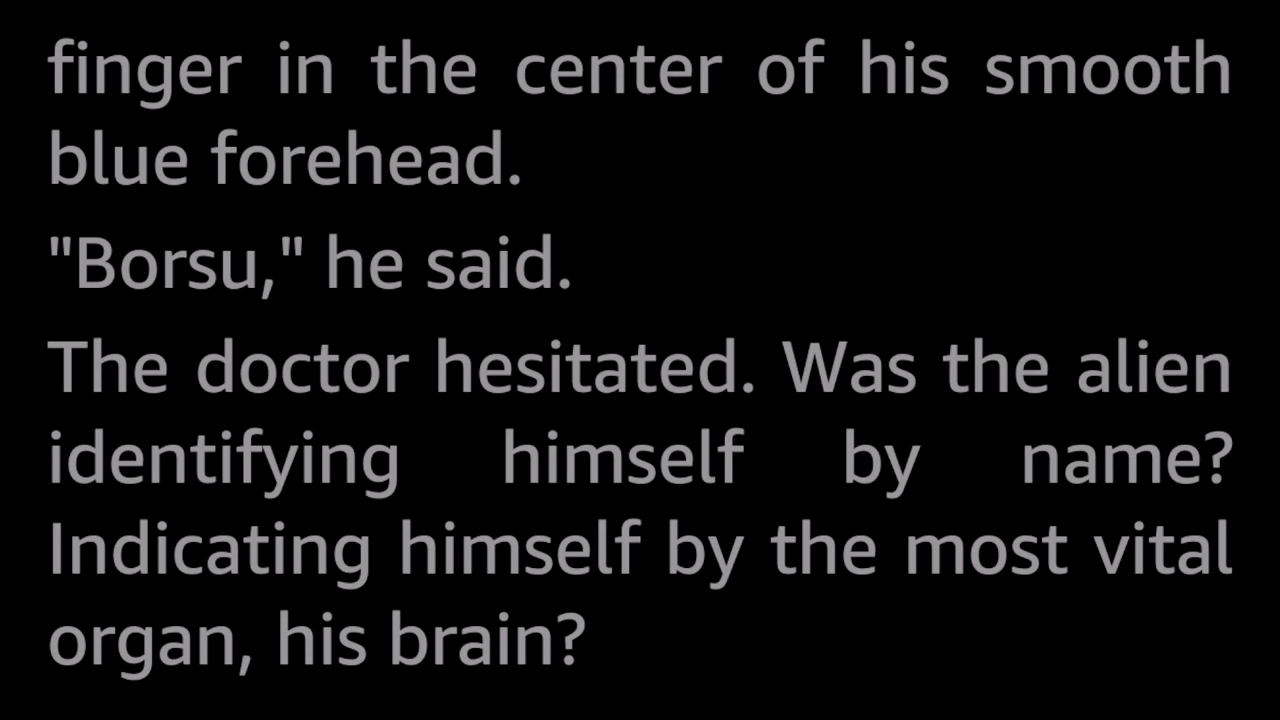 finger in the center of his smooth
blue forehead.
"Borsu," he said.
The doctor hesitated. Was the alien
identifying himself by name?
Indicating himself by the most vital
organ, his brain?